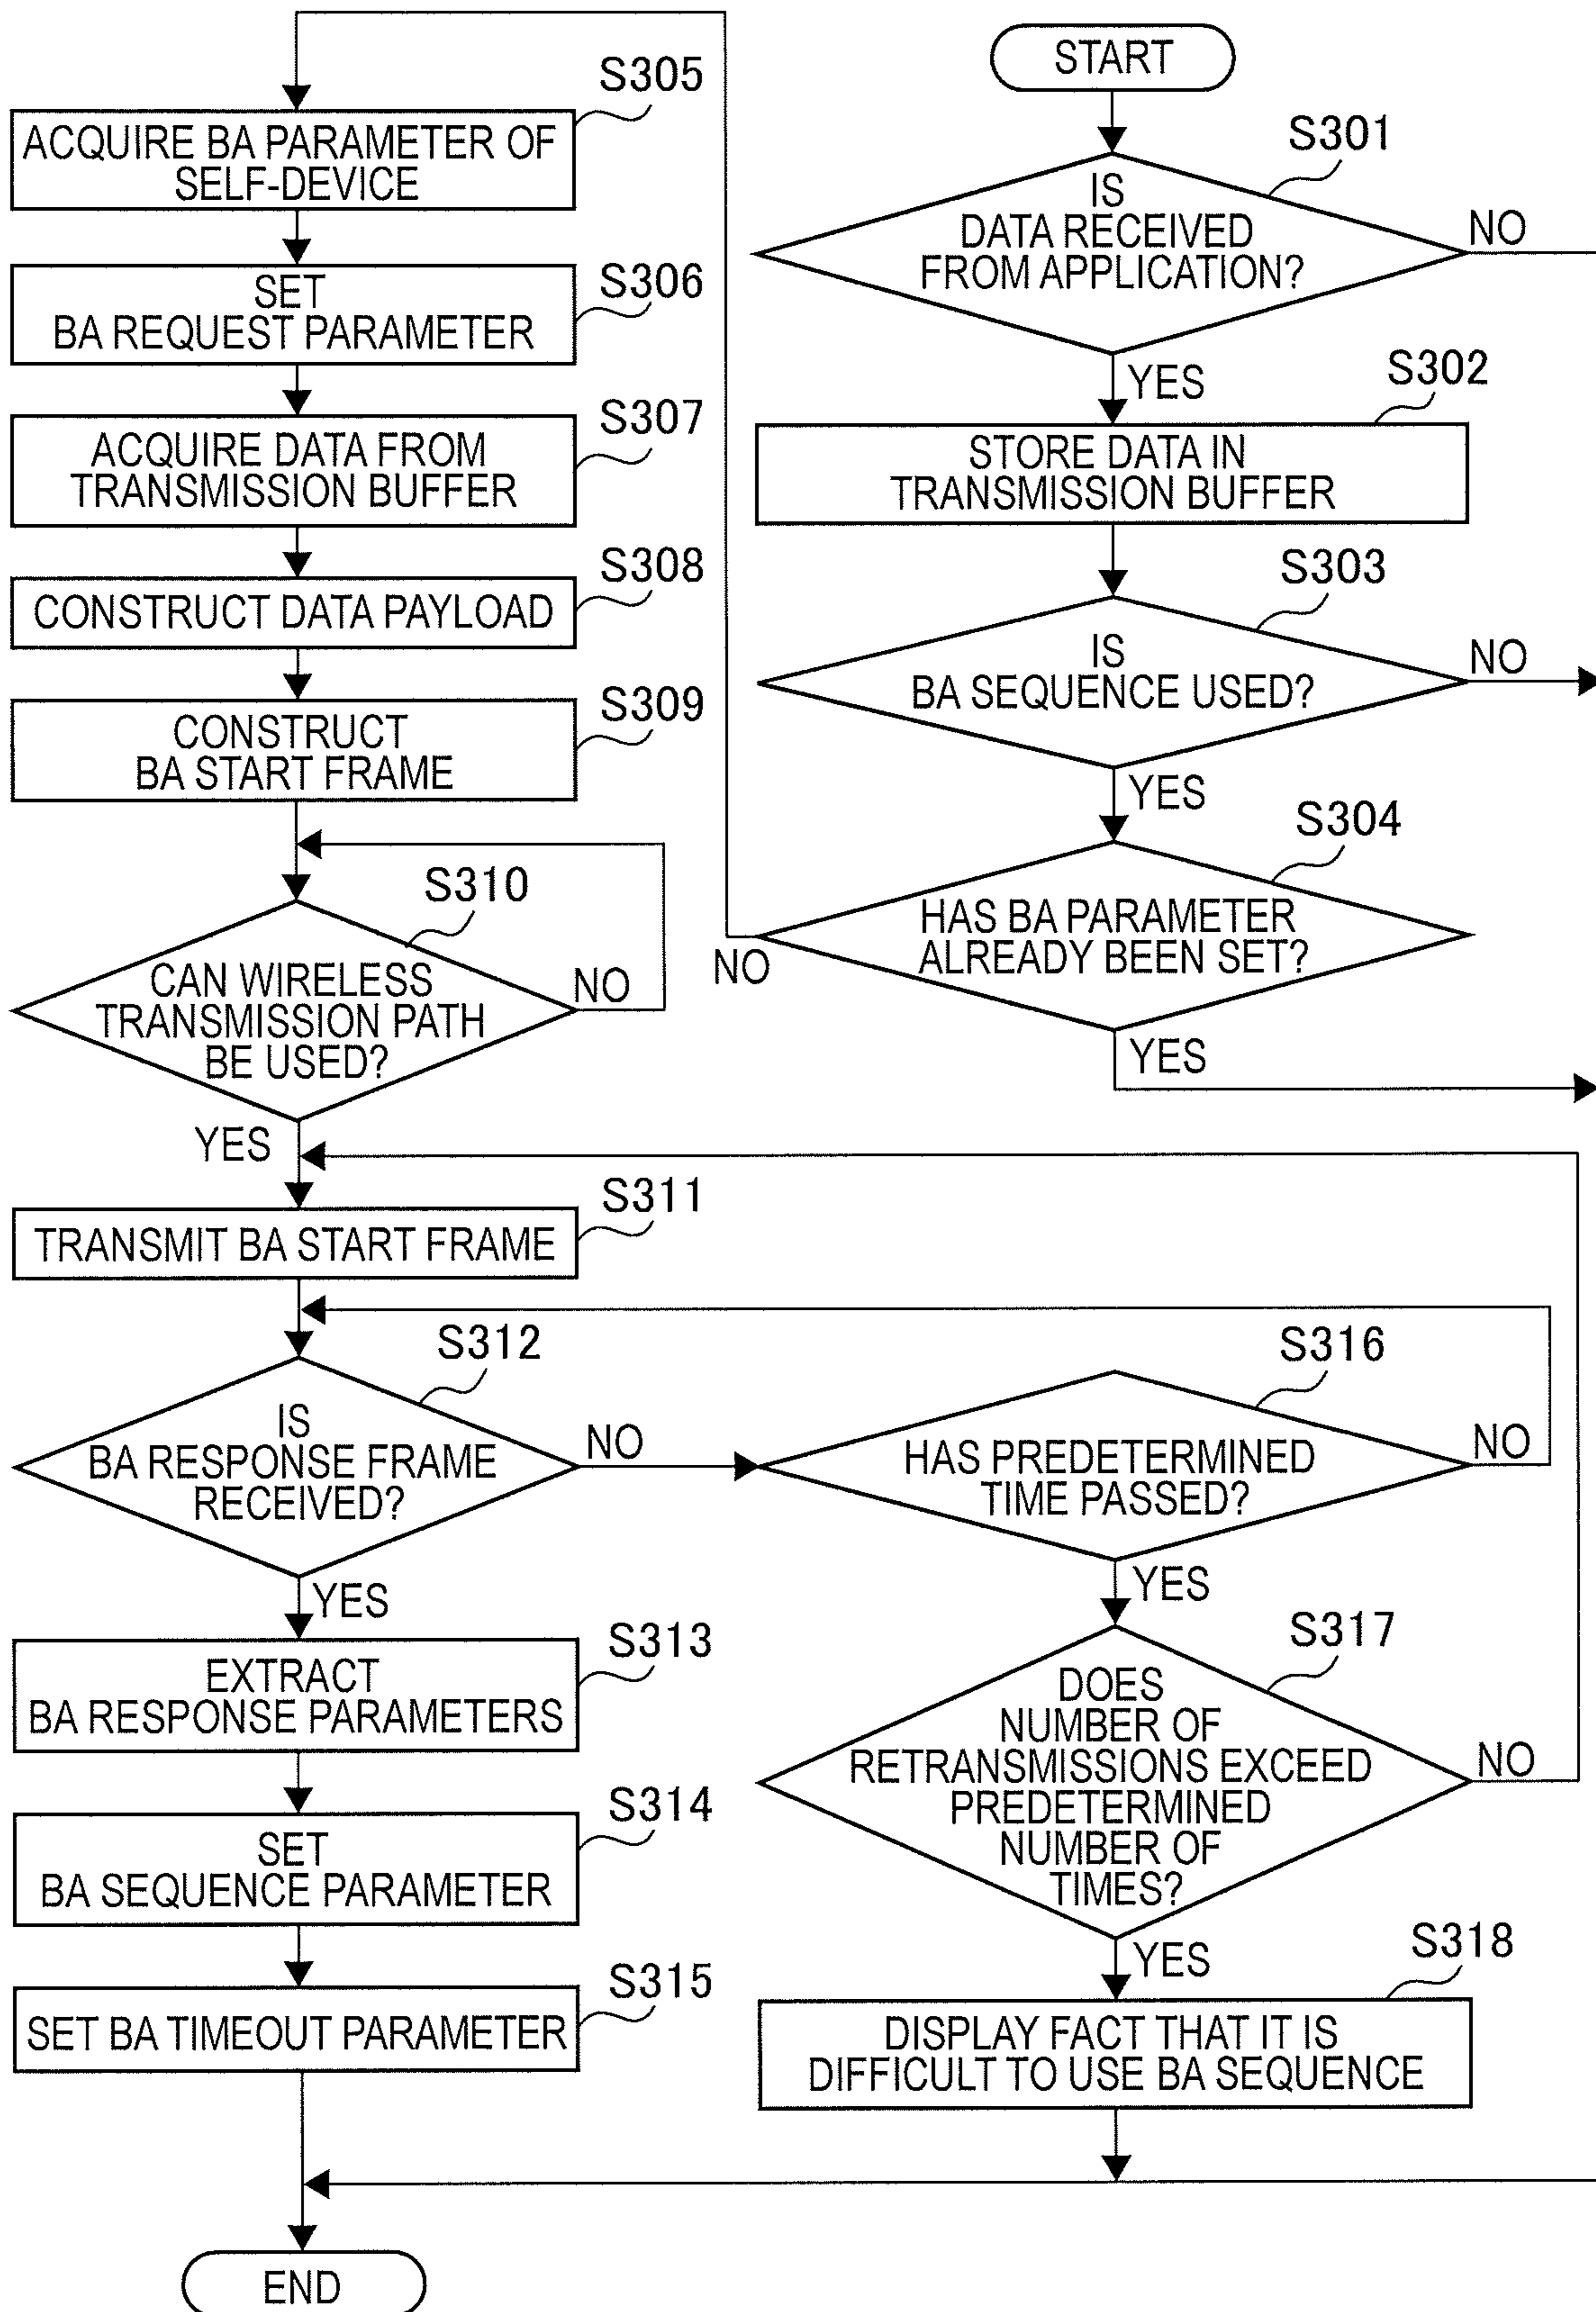 START
S301
IS
DATA RECEIVED
FROM APPLICATION?
NO
YES
S302
STORE DATA IN
TRANSMISSION BUFFER
S303
IS
BA SEQUENCE USED?
NO
YES
S304
HAS BA PARAMETER
ALREADY BEEN SET?
NO
YES
S305
ACQUIRE BA PARAMETER OF
SELF-DEVICE
S306
SET
BA REQUEST PARAMETER
S307
ACQUIRE DATA FROM
TRANSMISSION BUFFER
S308
CONSTRUCT DATA PAYLOAD
S309
CONSTRUCT
BA START FRAME
S310
CAN WIRELESS
TRANSMISSION PATH
BE USED?
NO
YES
S311
TRANSMIT BA START FRAME
S312
IS
BA RESPONSE FRAME
RECEIVED?
NO
YES
S313
EXTRACT
BA RESPONSE PARAMETERS
S314
SET
BA SEQUENCE PARAMETER
S315
SET BA TIMEOUT PARAMETER
S316
HAS PREDETERMINED
TIME PASSED?
NO
YES
S317
DOES
NUMBER OF
RETRANSMISSIONS EXCEED
PREDETERMINED
NUMBER OF
TIMES?
NO
YES
S318
DISPLAY FACT THAT IT IS
DIFFICULT TO USE BA SEQUENCE
END